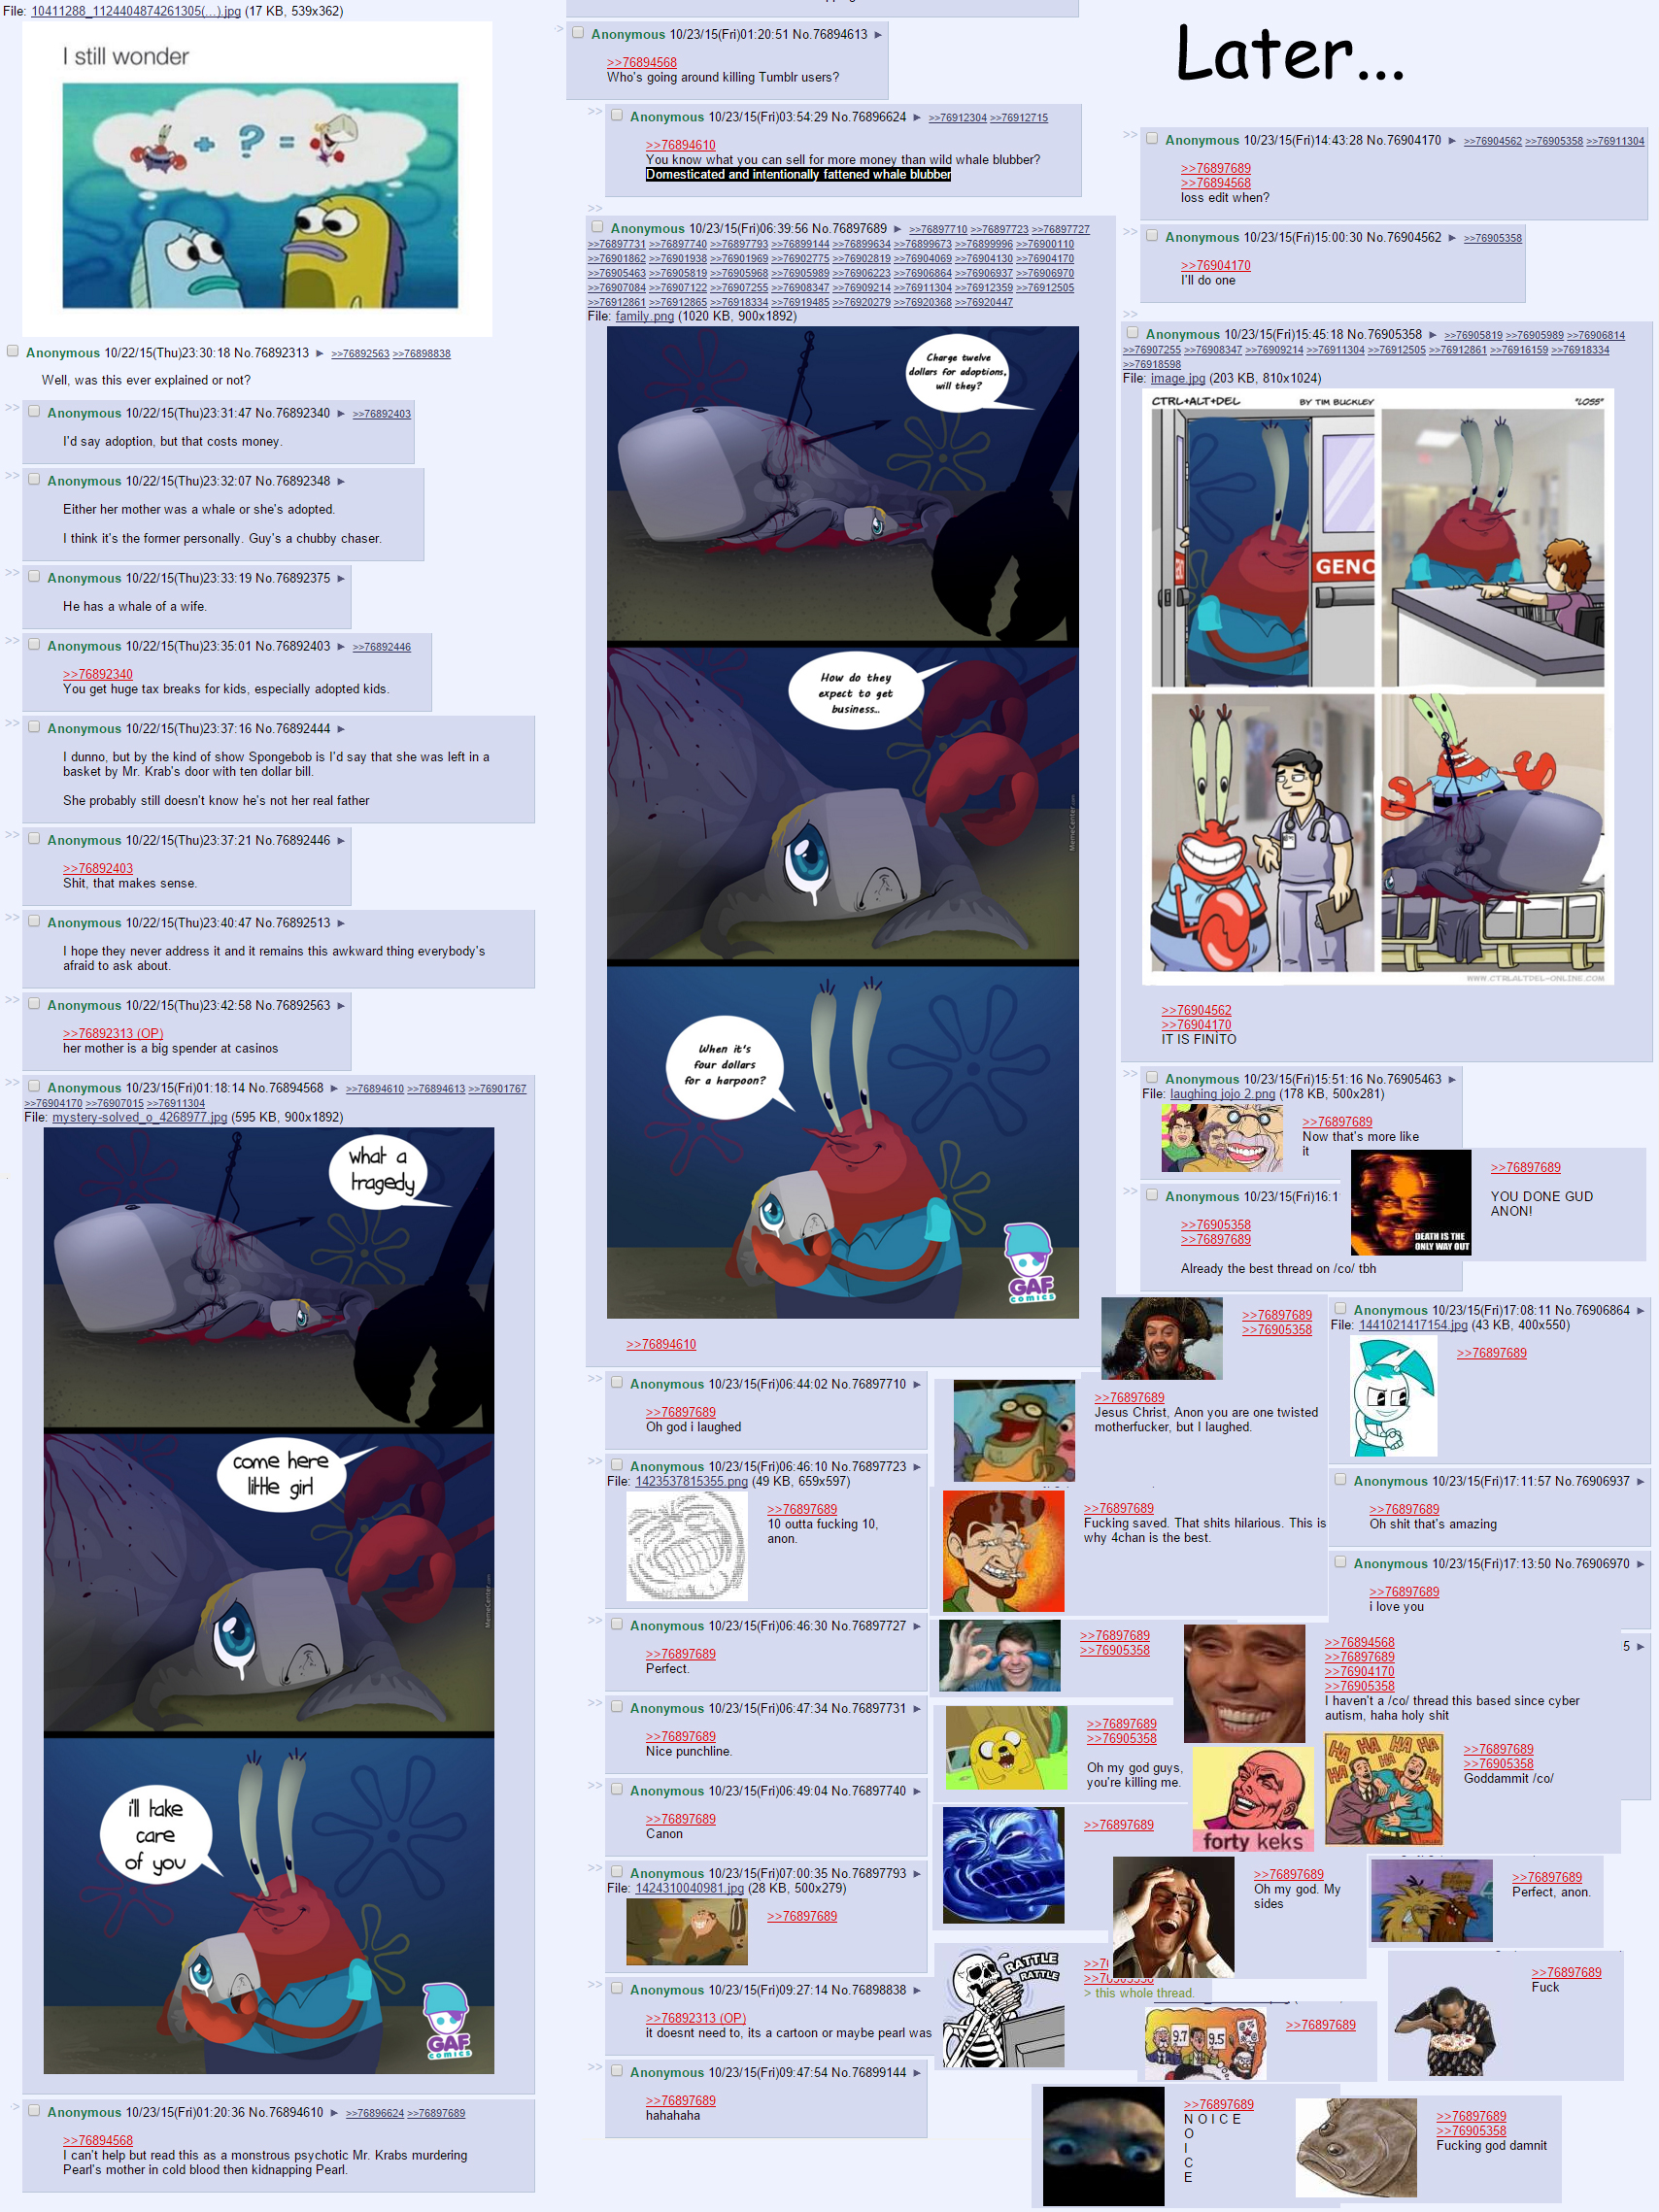 File: 10411288_1124404874261305(...).jpg (17 KB, 539x362)
I still wonder
+ ? =
Anonymous 10/22/15(Thu)23:30:18 No.76892313 ► >>76892563 >>76898838
Well, was this ever explained or not?
>> Anonymous 10/22/15(Thu)23:31:47 No.76892340 ► >>76892403
I'd say adoption, but that costs money.
>> Anonymous 10/22/15(Thu)23:32:07 No.76892348 ►
Either her mother was a whale or she's adopted.
I think it's the former personally. Guy's a chubby chaser.
>> Anonymous 10/22/15(Thu)23:33:19 No.76892375 ►
He has a whale of a wife.
>> Anonymous 10/22/15(Thu)23:35:01 No.76892403 ► >>76892446
>>76892340
You get huge tax breaks for kids, especially adopted kids.
>> Anonymous 10/22/15(Thu)23:37:16 No.76892444 ►
I dunno, but by the kind of show Spongebob is I'd say that she was left in a
basket by Mr. Krab's door with ten dollar bill.
She probably still doesn't know he's not her real father
>> Anonymous 10/22/15(Thu)23:37:21 No.76892446 ►
>>76892403
Shit, that makes sense.
>> Anonymous 10/22/15(Thu)23:40:47 No.76892513 ►
I hope they never address it and it remains this awkward thing everybody's
afraid to ask about.
>> Anonymous 10/22/15(Thu)23:42:58 No.76892563 ►
>>76892313 (OP)
her mother is a big spender at casinos
>> Anonymous 10/23/15(Fri)01:18:14 No.76894568 ► >>76894610 >>76894613 >>76901767
>>76904170 >>76907015 >>76911304
File: mystery-solved_o_4268977.jpg (595 KB, 900x1892)
what a
tragedy
come here
little girl
MemeCenter.com
i'll take
care
of you
GAF
COMICS
> Anonymous 10/23/15(Fri)01:20:36 No.76894610 ► >>76896624 >>76897689
>>76894568
I can't help but read this as a monstrous psychotic Mr. Krabs murdering
Pearl's mother in cold blood then kidnapping Pearl.
>> Anonymous 10/23/15(Fri)01:20:51 No.76894613 ►
>>76894568
Who's going around killing Tumblr users?
>> Anonymous 10/23/15(Fri)03:54:29 No.76896624 ► >>76912304 >>76912715
>>76894610
You know what you can sell for more money than wild whale blubber?
Domesticated and intentionally fattened whale blubber
>>
Anonymous 10/23/15(Fri)06:39:56 No.76897689 ► >>76897710 >>76897723 >>76897727
>>76897731 >>76897740 >>76897793 >>76899144 >>76899634 >>76899673 >>76899996 >>76900110
>>76901862 >>76901938 >>76901969 >>76902775 >>76902819 >>76904069 >>76904130 >>76904170
>>76905463 >>76905819 >>76905968 >>76905989 >>76906223 >>76906864 >>76906937 >>76906970
>>76907084 >>76907122 >>76907255 >>76908347 >>76909214 >>76911304 >>76912359 >>76912505
>>76912861 >>76912865 >>76918334 >>76919485 >>76920279 >>76920368 >>76920447
File: family.png (1020 KB, 900x1892)
Charge twelve
dollars for adoptions,
will they?
How do they
expect to get
business..
MemeCenter.com
When it's
four dollars
for a harpoon?
GAF
COMICS
>>76894610
>> Anonymous 10/23/15(Fri)06:44:02 No.76897710 ►
>>76897689
Oh god i laughed
>> Anonymous 10/23/15(Fri)06:46:10 No.76897723 ►
File: 1423537815355.png (49 KB, 659x597)
>>76897689
10 outta fucking 10,
anon.
>> Anonymous 10/23/15(Fri)06:46:30 No.76897727 ►
>>76897689
Perfect.
>> Anonymous 10/23/15(Fri)06:47:34 No.76897731 ►
>>76897689
Nice punchline.
>> Anonymous 10/23/15(Fri)06:49:04 No.76897740 ►
>>76897689
Canon
>> Anonymous 10/23/15(Fri)07:00:35 No.76897793 ►
File: 1424310040981.jpg (28 KB, 500x279)
>>76897689
>> Anonymous 10/23/15(Fri)09:27:14 No.76898838 ►
>>76892313 (OP)
it doesnt need to, its a cartoon or maybe pearl was
>> Anonymous 10/23/15(Fri)09:47:54 No.76899144 ►
>>76897689
hahahaha
Later...
>> Anonymous 10/23/15(Fri)14:43:28 No.76904170 ► >>76904562 >>76905358 >>76911304
>>76897689
>>76894568
loss edit when?
>> Anonymous 10/23/15(Fri)15:00:30 No.76904562 ► >>76905358
>>76904170
I'll do one
>>
Anonymous 10/23/15(Fri)15:45:18 No.76905358 ► >>76905819 >>76905989 >>76906814
>>76907255 >>76908347 >>76909214 >>76911304 >>76912505 >>76912861 >>76916159 >>76918334
>>76918598
File: image.jpg (203 KB, 810x1024)
CTRL+ALT+DEL BY TIM BUCKLEY "LOSS"
GENC
WWW.CTRLALTDEL-ONLINE.COM
>>76904562
>>76904170
IT IS FINITO
>> Anonymous 10/23/15(Fri)15:51:16 No.76905463 ►
File: laughing jojo 2.png (178 KB, 500x281)
>>76897689
Now that's more like
it
>>76897689
YOU DONE GUD
ANON!
DEATH IS THE
ONLY WAY OUT
>> Anonymous 10/23/15(Fri)16:1
>>76905358
>>76897689
Already the best thread on /co/ tbh
>>76897689
>>76905358
Anonymous 10/23/15(Fri)17:08:11 No.76906864 ►
File: 1441021417154.jpg (43 KB, 400x550)
>>76897689
>>76897689
Jesus Christ, Anon you are one twisted
motherfucker, but I laughed.
Anonymous 10/23/15(Fri)17:11:57 No.76906937 ►
>>76897689
Oh shit that's amazing
>>76897689
Fucking saved. That shits hilarious. This is
why 4chan is the best.
Anonymous 10/23/15(Fri)17:13:50 No.76906970 ►
>>76897689
i love you
>>76897689
>>76905358
5 ►
>>76894568
>>76897689
>>76904170
>>76905358
I haven't a /co/ thread this based since cyber
autism, haha holy shit
>>76897689
>>76905358
Oh my god guys,
you're killing me.
forty keks
HA HA HA HA
HA HA HA
>>76897689
>>76905358
Goddammit /co/
>>76897689
>>76897689
Oh my god. My
sides
>>76897689
Perfect, anon.
RATTLE
RATTLE
> this whole thread.
9.7 9.5
>>76897689
>>76897689
Fuck
>>76897689
N O I C E
O
I
C
E
>>76897689
>>76905358
Fucking god damnit